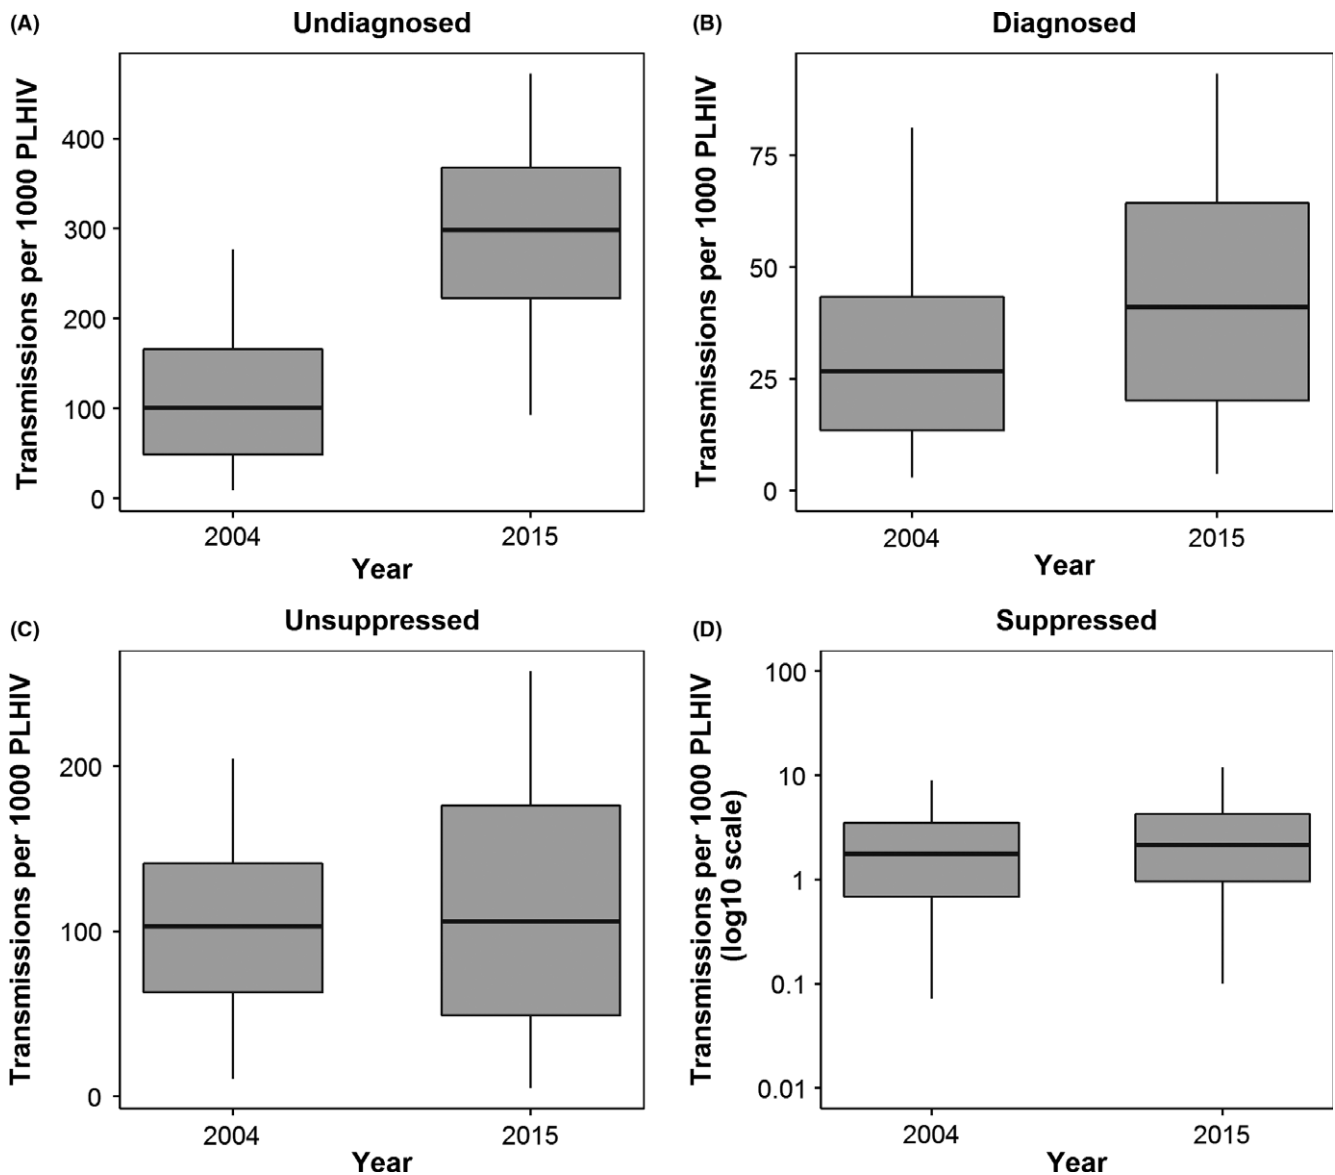 (A) Undiagnosed
Transmissions per 1000 PLHIV
400
300
200
100
0
2004 2015
Year
(B) Diagnosed
Transmissions per 1000 PLHIV
75
50
25
0
2004 2015
Year
(C) Unsuppressed
Transmissions per 1000 PLHIV
200
100
0
2004 2015
Year
(D) Suppressed
Transmissions per 1000 PLHIV
(log10 scale)
100
10
1
0.1
0.01
2004 2015
Year